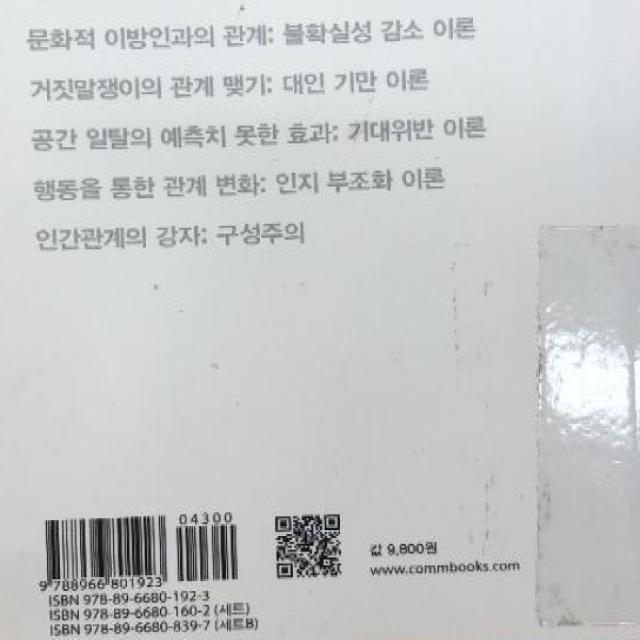 문화적 이방인과의 관계: 불확실성 감소 이론
거짓말쟁이의 관계 맺기: 대인 기만 이론
공간 일탈의 예측치 못한 효과: 기대위반 이론
행동을 통한 관계 변화: 인지 부조화 이론
인간관계의 강자: 구성주의
04300
9 788966 801923
값 9,800원
www.commbooks.com
ISBN 978-89-6680-192-3
ISBN 978-89-6680-160-2 (세트)
ISBN 978-89-6680-839-7 (세트B)